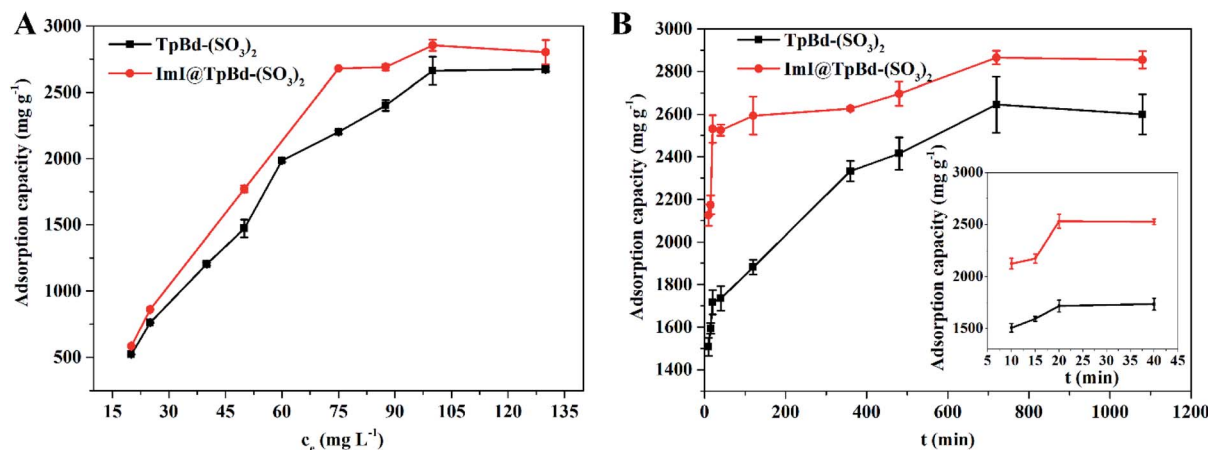 A
3000
2500
2000
1500
1000
500
15 30 45 60 75 90 105 120 135
Adsorption capacity (mg g⁻¹)
cₑ (mg L⁻¹)
TpBd-(SO₃)₂
ImI@TpBd-(SO₃)₂
B
3000
2800
2600
2400
2200
2000
1800
1600
1400
0 200 400 600 800 1000 1200
Adsorption capacity (mg g⁻¹)
t (min)
TpBd-(SO₃)₂
ImI@TpBd-(SO₃)₂
3000
2500
2000
1500
5 10 15 20 25 30 35 40 45
Adsorption capacity (mg g⁻¹)
t (min)